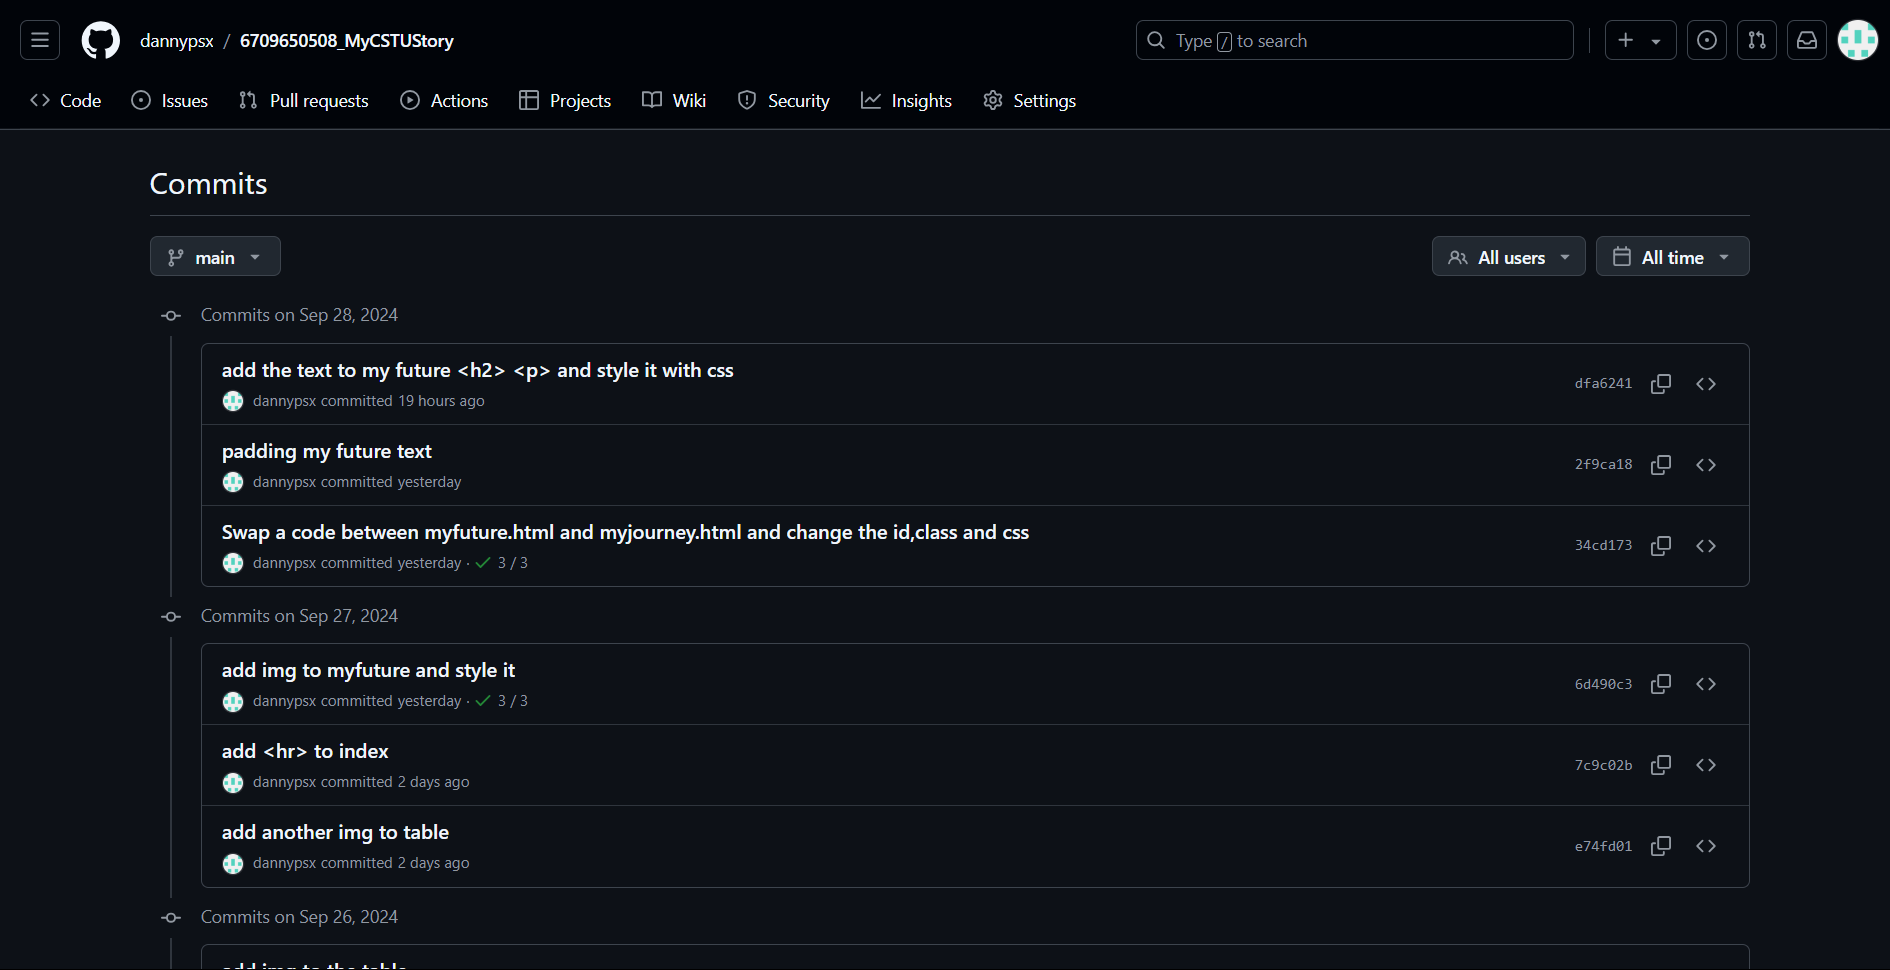 dannypsx / 6709650508_MyCSTUStory
Type / to search
Code Issues Pull requests Actions Projects Wiki Security Insights Settings
Commits
main All users All time
Commits on Sep 28, 2024
add the text to my future <h2> <p> and style it with css
dannypsx committed 19 hours ago
dfa6241
padding my future text
dannypsx committed yesterday
2f9ca18
Swap a code between myfuture.html and myjourney.html and change the id,class and css
dannypsx committed yesterday · 3 / 3
34cd173
Commits on Sep 27, 2024
add img to myfuture and style it
dannypsx committed yesterday · 3 / 3
6d490c3
add <hr> to index
dannypsx committed 2 days ago
7c9c02b
add another img to table
dannypsx committed 2 days ago
e74fd01
Commits on Sep 26, 2024
add img to the table